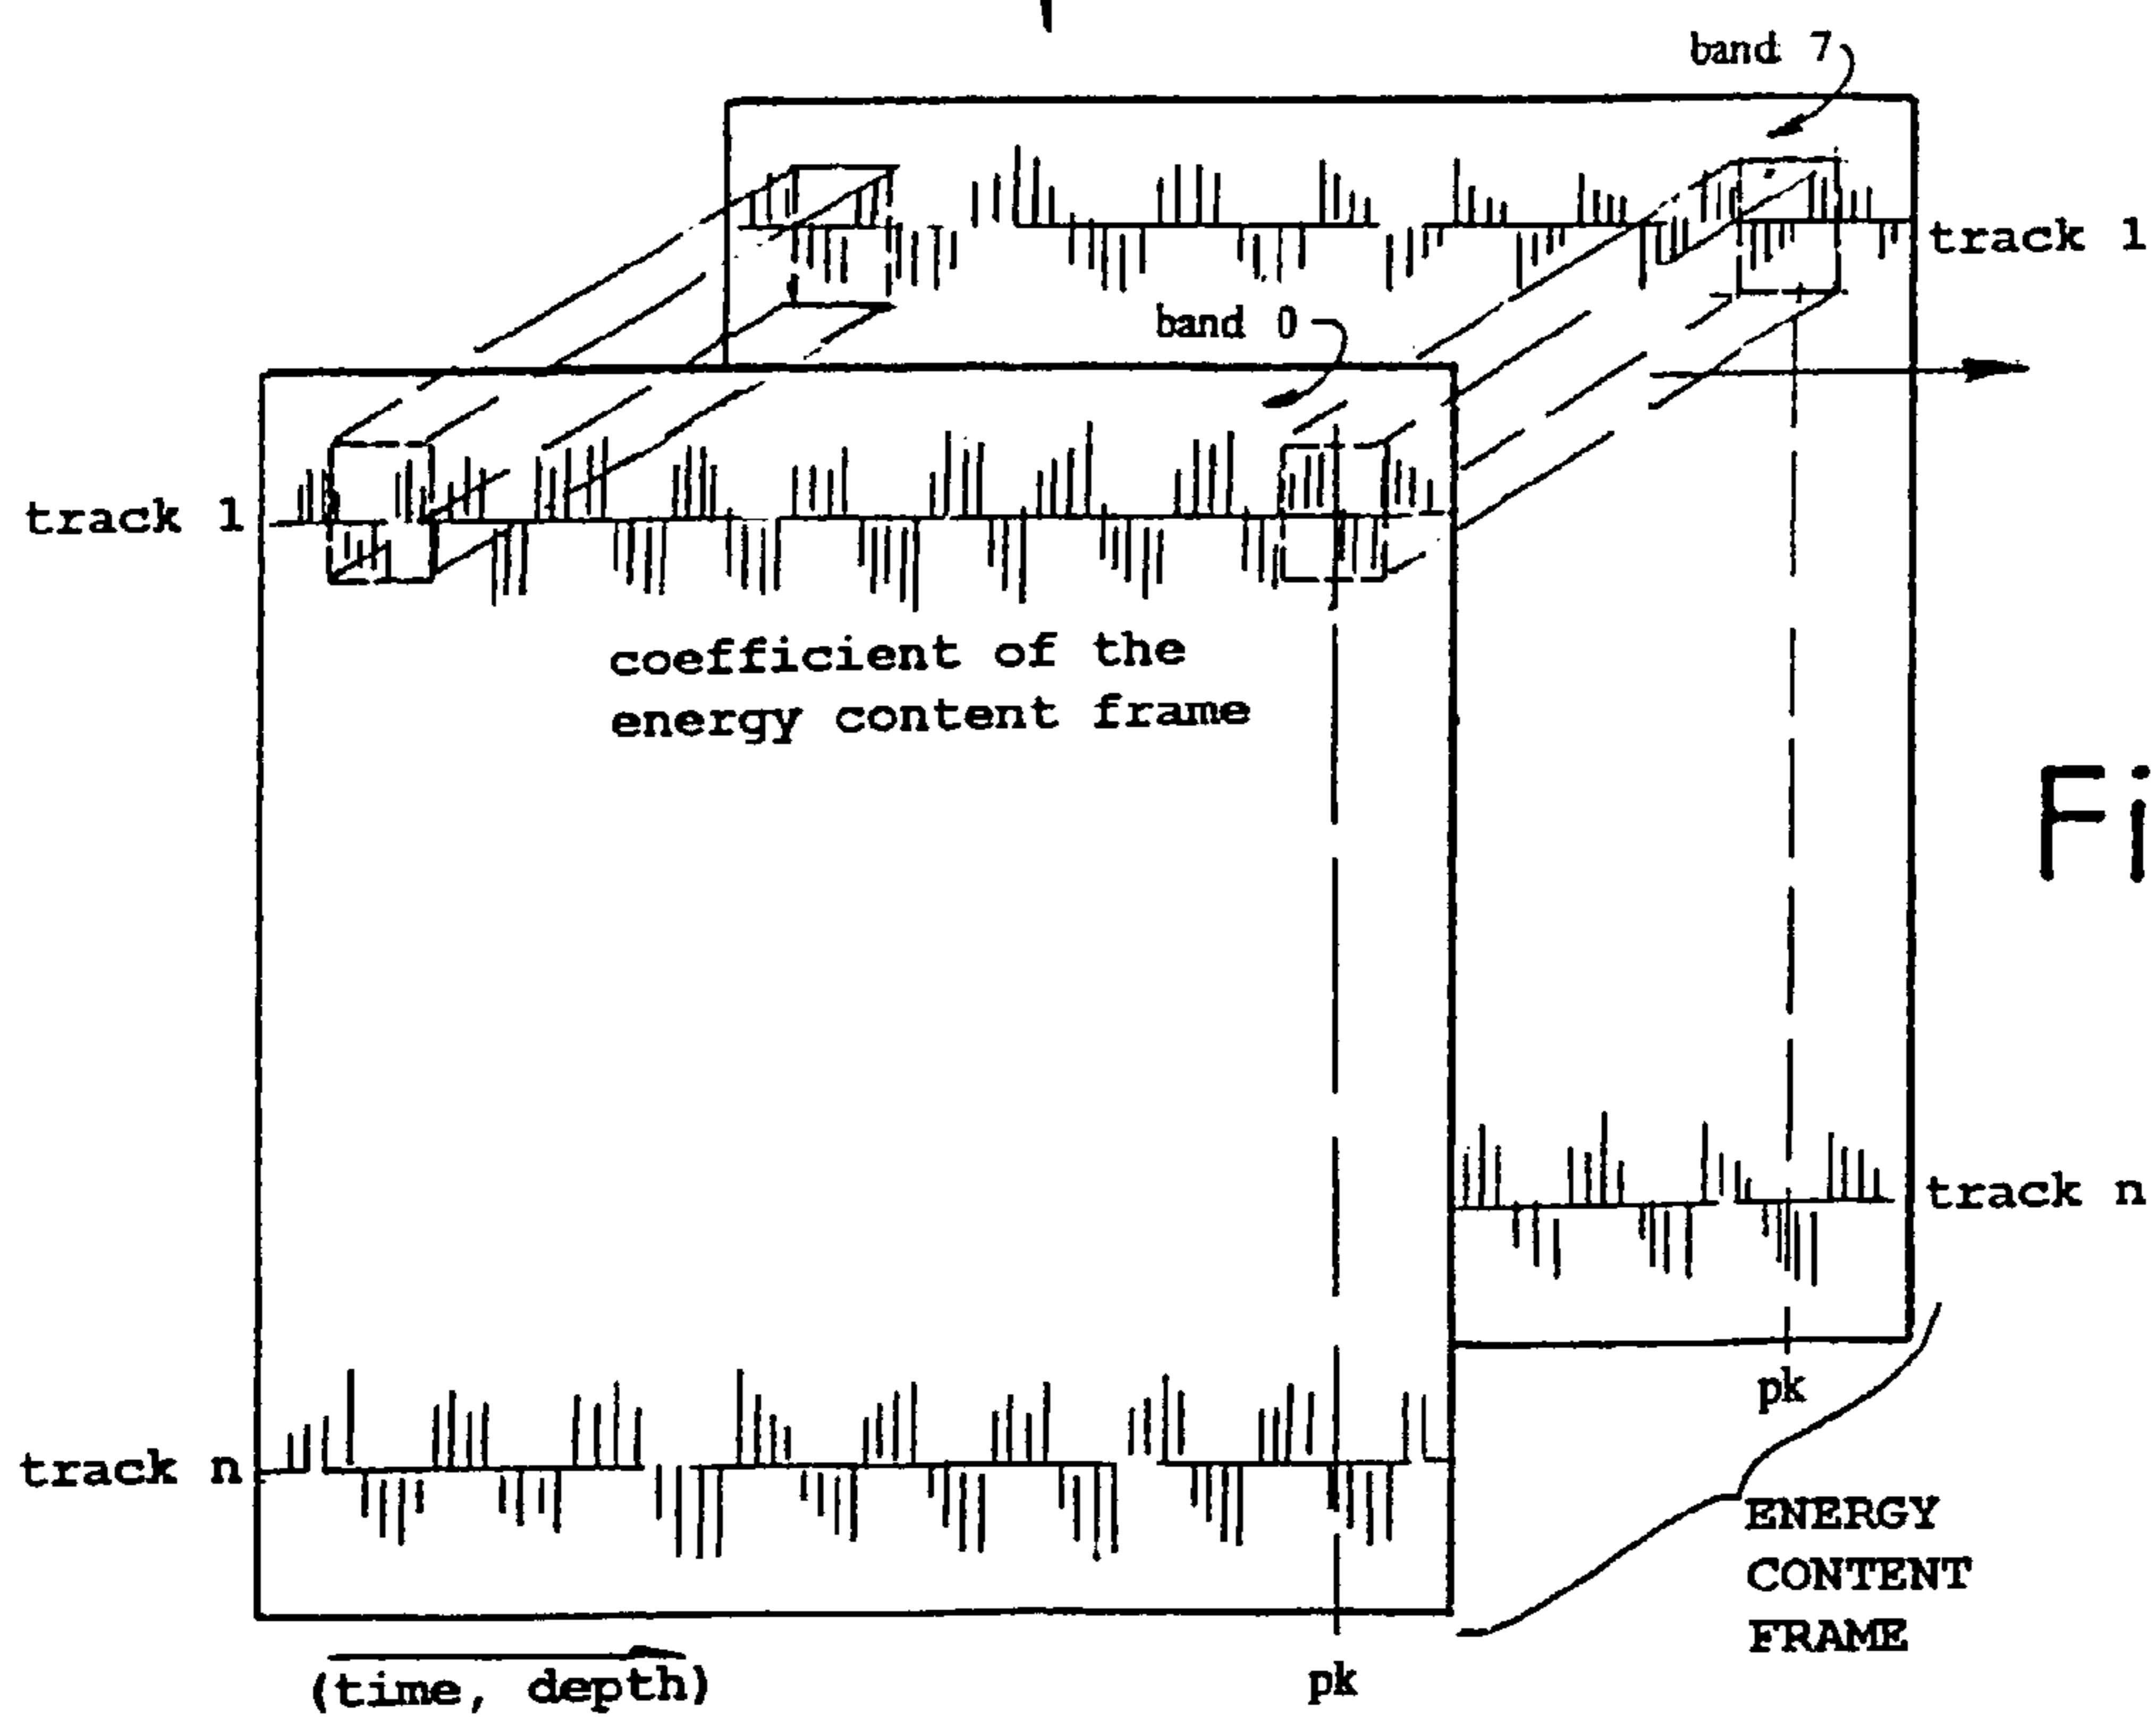 band 7
track 1
band 0
track 1
coefficient of the
energy content frame
Fi
track n
pk
track n
ENERGY
CONTENT
FRAME
(time, depth)
pk